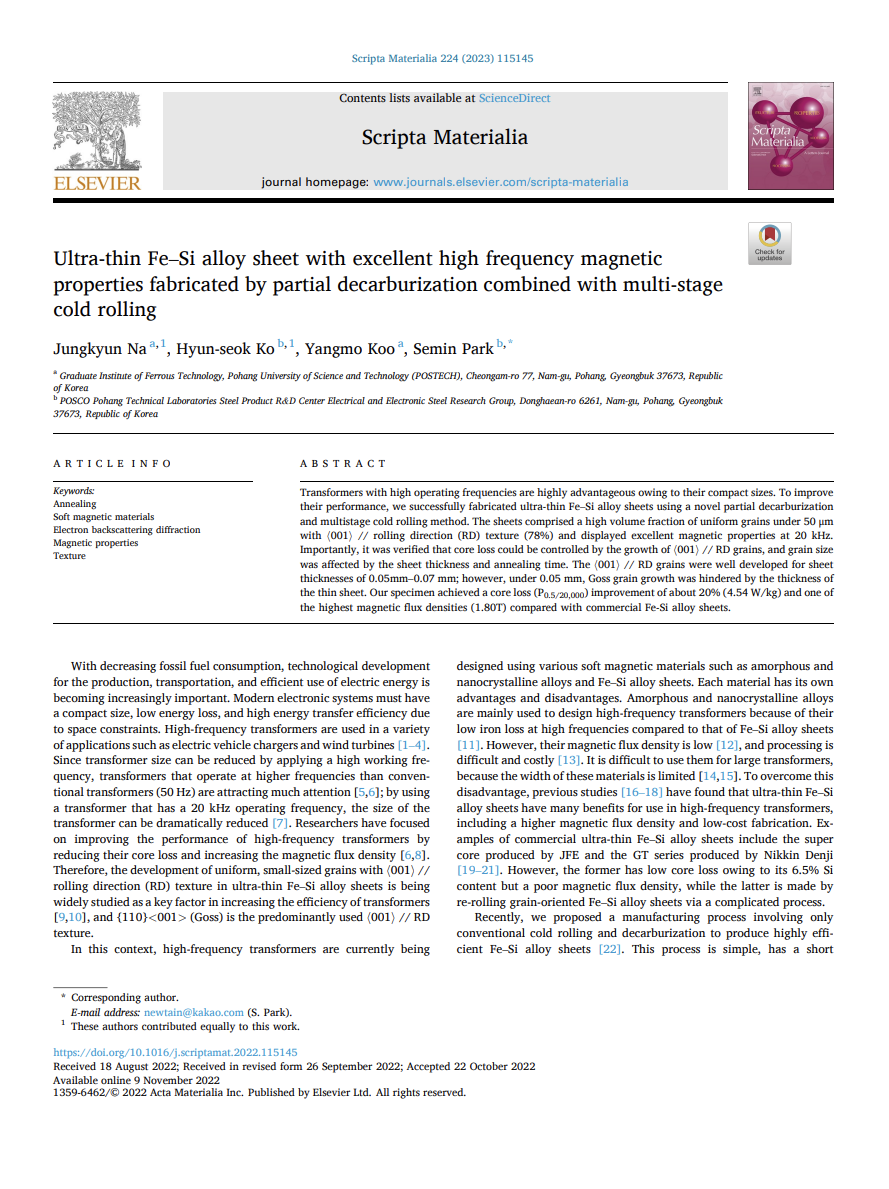 Scripta Materialia 224 (2023) 115145
Contents lists available at ScienceDirect
Scripta Materialia
journal homepage: www.journals.elsevier.com/scripta-materialia
ELSEVIER
Scripta
Materialia
Check for
updates
Ultra-thin Fe–Si alloy sheet with excellent high frequency magnetic
properties fabricated by partial decarburization combined with multi-stage
cold rolling
Jungkyun Na a,1, Hyun-seok Ko b,1, Yangmo Koo a, Semin Park b,*
a Graduate Institute of Ferrous Technology, Pohang University of Science and Technology (POSTECH), Cheongam-ro 77, Nam-gu, Pohang, Gyeongbuk 37673, Republic
of Korea
b POSCO Pohang Technical Laboratories Steel Product R&D Center Electrical and Electronic Steel Research Group, Donghaean-ro 6261, Nam-gu, Pohang, Gyeongbuk
37673, Republic of Korea
ARTICLE INFO
Keywords:
Annealing
Soft magnetic materials
Electron backscattering diffraction
Magnetic properties
Texture
ABSTRACT
Transformers with high operating frequencies are highly advantageous owing to their compact sizes. To improve
their performance, we successfully fabricated ultra-thin Fe–Si alloy sheets using a novel partial decarburization
and multistage cold rolling method. The sheets comprised a high volume fraction of uniform grains under 50 μm
with ⟨001⟩ // rolling direction (RD) texture (78%) and displayed excellent magnetic properties at 20 kHz.
Importantly, it was verified that core loss could be controlled by the growth of ⟨001⟩ // RD grains, and grain size
was affected by the sheet thickness and annealing time. The ⟨001⟩ // RD grains were well developed for sheet
thicknesses of 0.05mm–0.07 mm; however, under 0.05 mm, Goss grain growth was hindered by the thickness of
the thin sheet. Our specimen achieved a core loss (P0.5/20,000) improvement of about 20% (4.54 W/kg) and one of
the highest magnetic flux densities (1.80T) compared with commercial Fe-Si alloy sheets.
With decreasing fossil fuel consumption, technological development
for the production, transportation, and efficient use of electric energy is
becoming increasingly important. Modern electronic systems must have
a compact size, low energy loss, and high energy transfer efficiency due
to space constraints. High-frequency transformers are used in a variety
of applications such as electric vehicle chargers and wind turbines [1–4].
Since transformer size can be reduced by applying a high working fre-
quency, transformers that operate at higher frequencies than conven-
tional transformers (50 Hz) are attracting much attention [5,6]; by using
a transformer that has a 20 kHz operating frequency, the size of the
transformer can be dramatically reduced [7]. Researchers have focused
on improving the performance of high-frequency transformers by
reducing their core loss and increasing the magnetic flux density [6,8].
Therefore, the development of uniform, small-sized grains with ⟨001⟩ //
rolling direction (RD) texture in ultra-thin Fe–Si alloy sheets is being
widely studied as a key factor in increasing the efficiency of transformers
[9,10], and {110}<001> (Goss) is the predominantly used ⟨001⟩ // RD
texture.
In this context, high-frequency transformers are currently being
designed using various soft magnetic materials such as amorphous and
nanocrystalline alloys and Fe–Si alloy sheets. Each material has its own
advantages and disadvantages. Amorphous and nanocrystalline alloys
are mainly used to design high-frequency transformers because of their
low iron loss at high frequencies compared to that of Fe–Si alloy sheets
[11]. However, their magnetic flux density is low [12], and processing is
difficult and costly [13]. It is difficult to use them for large transformers,
because the width of these materials is limited [14,15]. To overcome this
disadvantage, previous studies [16–18] have found that ultra-thin Fe–Si
alloy sheets have many benefits for use in high-frequency transformers,
including a higher magnetic flux density and low-cost fabrication. Ex-
amples of commercial ultra-thin Fe–Si alloy sheets include the super
core produced by JFE and the GT series produced by Nikkin Denji
[19–21]. However, the former has low core loss owing to its 6.5% Si
content but a poor magnetic flux density, while the latter is made by
re-rolling grain-oriented Fe–Si alloy sheets via a complicated process.
Recently, we proposed a manufacturing process involving only
conventional cold rolling and decarburization to produce highly effi-
cient Fe–Si alloy sheets [22]. This process is simple, has a short
* Corresponding author.
E-mail address: newtain@kakao.com (S. Park).
1 These authors contributed equally to this work.
https://doi.org/10.1016/j.scriptamat.2022.115145
Received 18 August 2022; Received in revised form 26 September 2022; Accepted 22 October 2022
Available online 9 November 2022
1359-6462/© 2022 Acta Materialia Inc. Published by Elsevier Ltd. All rights reserved.